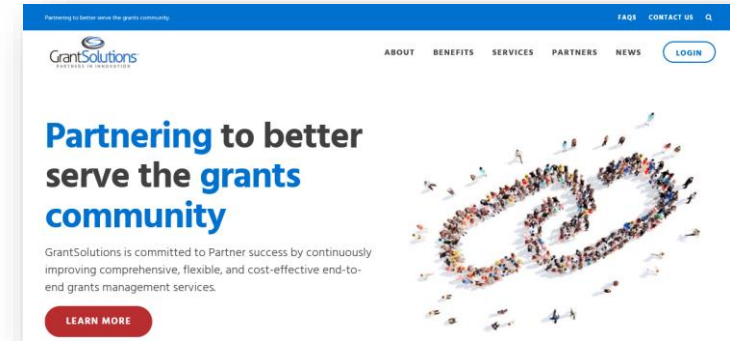 Partnering to better serve the grants community.
FAQS CONTACT US
GrantSolutions
PARTNERS IN INNOVATION
ABOUT BENEFITS SERVICES PARTNERS NEWS LOGIN
Partnering to better
serve the grants
community
GrantSolutions is committed to Partner success by continuously
improving comprehensive, flexible, and cost-effective end-to-
end grants management services.
LEARN MORE